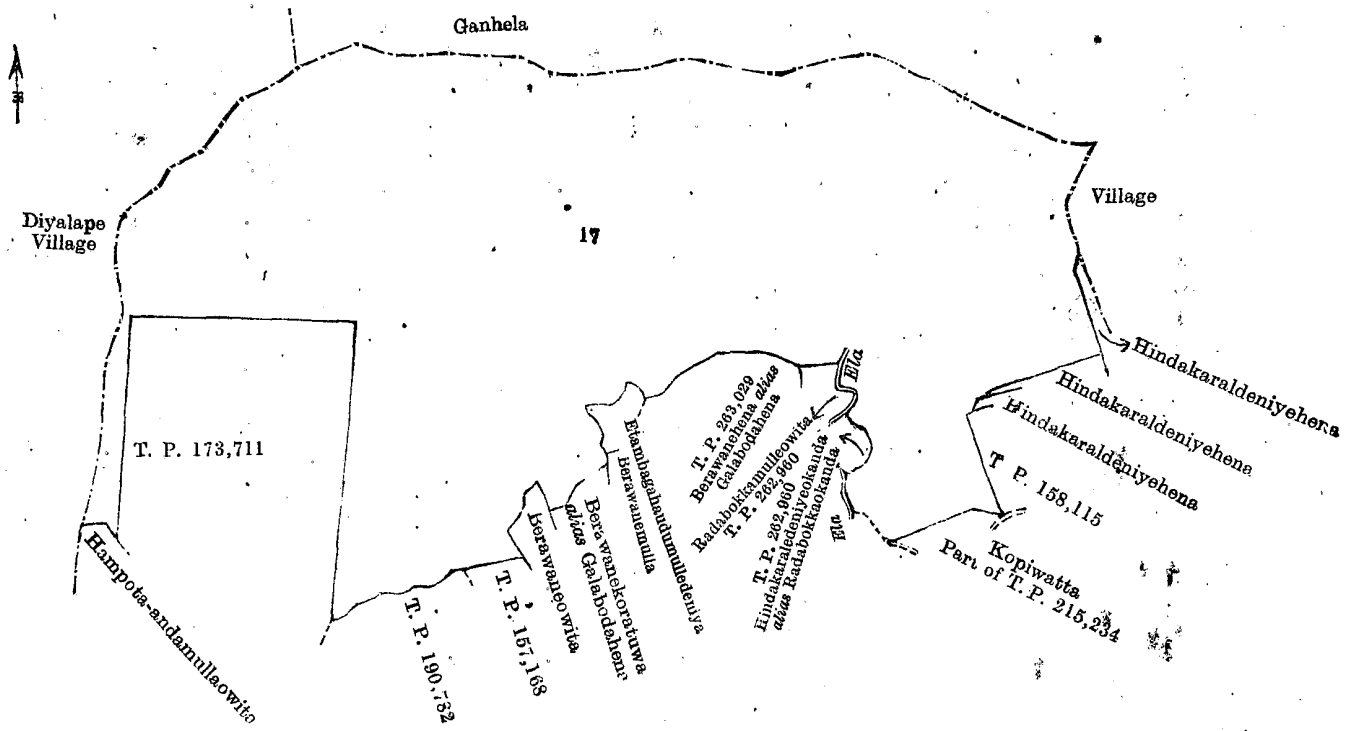 Ganhela
Diyalape
Village
Village
17
T. P. 173,711
Hampota-andamullaowita
T. P. 190,732
T. P. 157,168
Berawaneowita
Berawanekoratuwa
alias Galabodahena
Berawanemulla
Etambagahaudumulledeniya
T. P. 263,029
Berawanehena alias
Galabodahena
Radabokkamulleowita
T. P. 262,960
T. P. 262,960
Hindakaraledeniyeokanda
alias Radabokkaokanda
Ela
Ela
Hindakaraldeniyehena
Hindakaraldeniyehena
Hindakaraldeniyehena
T P. 158,115
Kopiwatta
Part of T. P. 215,234